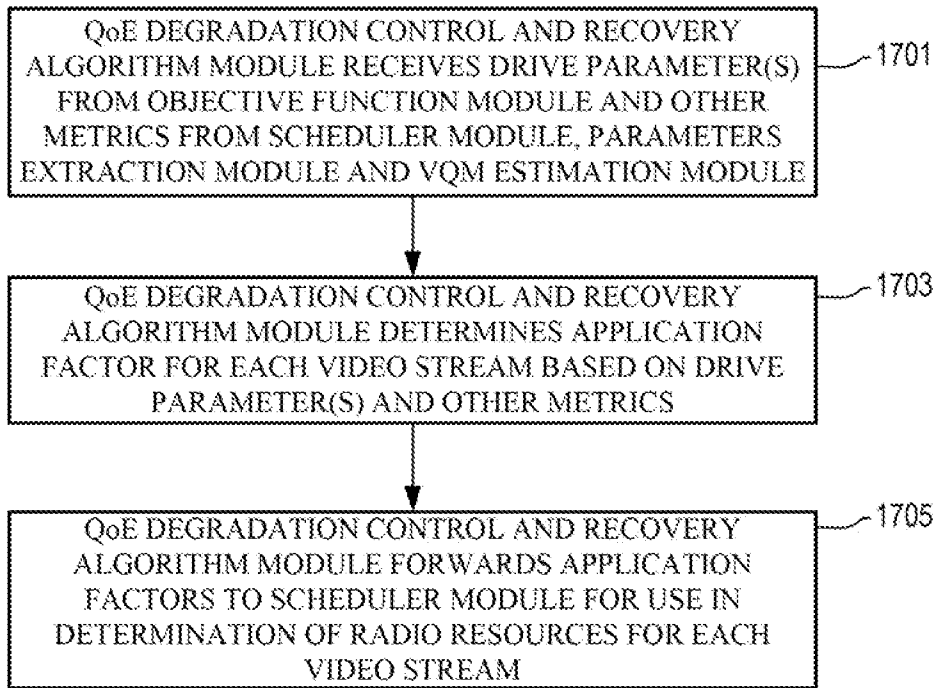 QoE DEGRADATION CONTROL AND RECOVERY
ALGORITHM MODULE RECEIVES DRIVE PARAMETER(S)
FROM OBJECTIVE FUNCTION MODULE AND OTHER
METRICS FROM SCHEDULER MODULE, PARAMETERS
EXTRACTION MODULE AND VQM ESTIMATION MODULE
1701
QoE DEGRADATION CONTROL AND RECOVERY
ALGORITHM MODULE DETERMINES APPLICATION
FACTOR FOR EACH VIDEO STREAM BASED ON DRIVE
PARAMETER(S) AND OTHER METRICS
1703
QoE DEGRADATION CONTROL AND RECOVERY
ALGORITHM MODULE FORWARDS APPLICATION
FACTORS TO SCHEDULER MODULE FOR USE IN
DETERMINATION OF RADIO RESOURCES FOR EACH
VIDEO STREAM
1705